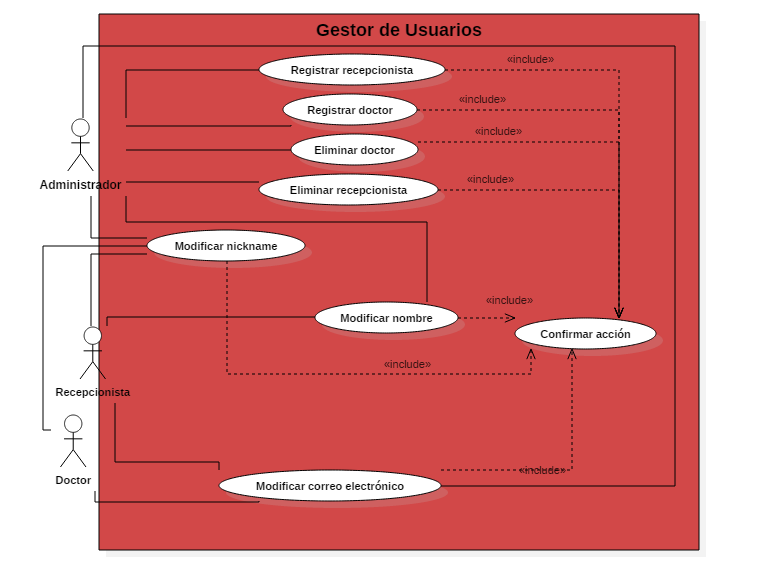 Gestor de Usuarios
«include»
Registrar recepcionista
«include»
Registrar doctor
«include»
Eliminar doctor
«include»
Eliminar recepcionista
Administrador
Modificar nickname
«include»
Modificar nombre
Confirmar acción
«include»
Recepcionista
«include»
Doctor
Modificar correo electrónico